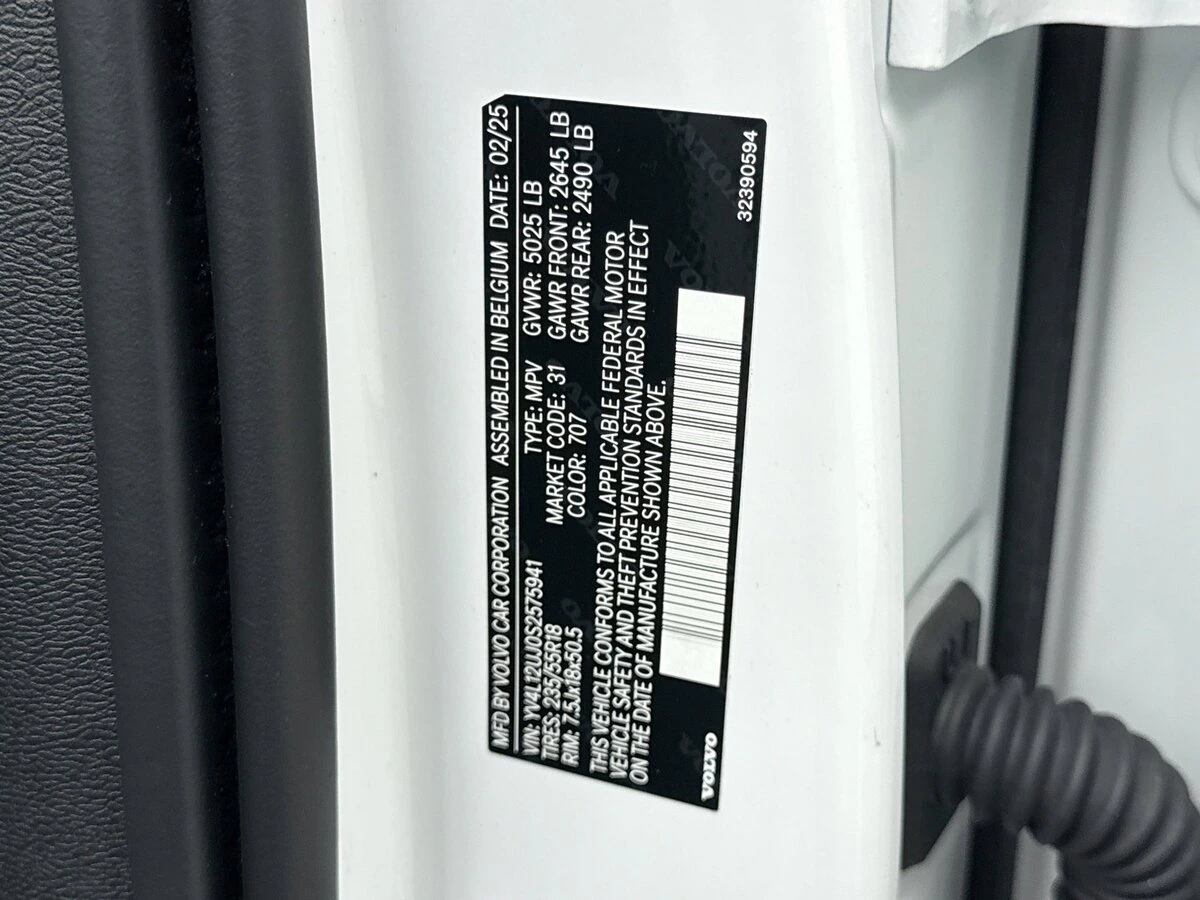 MFD BY VOLVO CAR CORPORATION ASSEMBLED IN BELGIUM DATE: 02/25
VIN: YV4L12UJ0S2575941 TYPE: MPV GVWR: 5025 LB
TIRES: 235/55R18 MARKET CODE: 31 GAWR FRONT: 2645 LB
RIM: 7.5Jx18x50.5 COLOR: 707 GAWR REAR: 2490 LB
THIS VEHICLE CONFORMS TO ALL APPLICABLE FEDERAL MOTOR
VEHICLE SAFETY AND THEFT PREVENTION STANDARDS IN EFFECT
ON THE DATE OF MANUFACTURE SHOWN ABOVE.
VOLVO
32390594